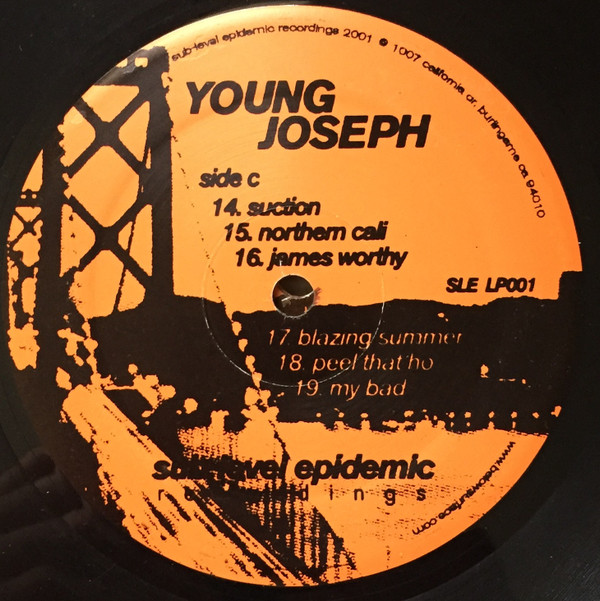 sub-level epidemic recordings 2001 ℗ 1007 california dr. burlingame ca 94010
YOUNG
JOSEPH
side c
14. suction
15. northern cali
16. james worthy
SLE LP001
17. blazing summer
18. peel that ho
19. my bad
sub-level epidemic
recordings